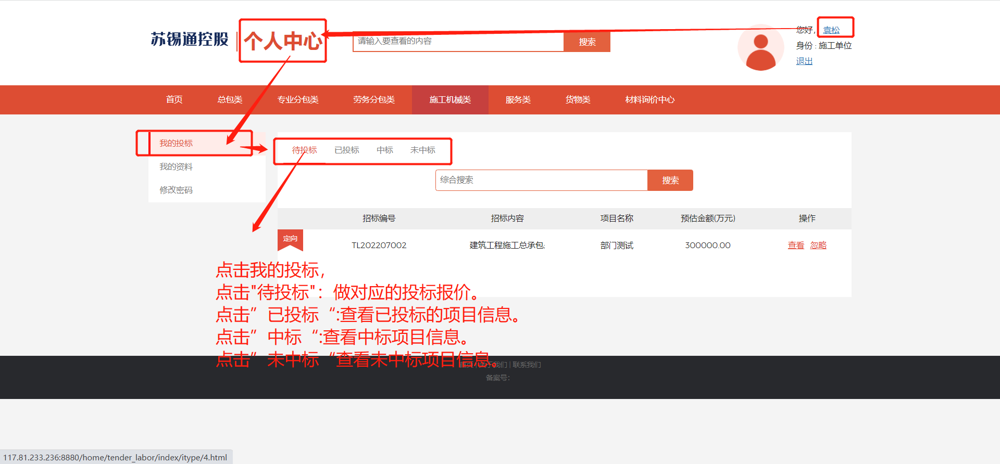 苏锡通控股
个人中心
请输入要查看的内容
搜索
您好, 袁松
身份 : 施工单位
退出
首页 总包类 专业分包类 劳务分包类 施工机械类 服务类 货物类 材料询价中心
我的投标
我的资料
修改密码
待投标 已投标 中标 未中标
综合搜索
搜索
招标编号 招标内容 项目名称 预估金额(万元) 操作
定向
TL202207002 建筑工程施工总承包; 部门测试 300000.00 查看 忽略
点击我的投标，
点击"待投标"：做对应的投标报价。
点击”已投标“:查看已投标的项目信息。
点击”中标“:查看中标项目信息。
点击”未中标“查看未中标项目信息。
首页 | 关于我们 | 联系我们
备案号:
117.81.233.236:8880/home/tender_labor/index/itype/4.html